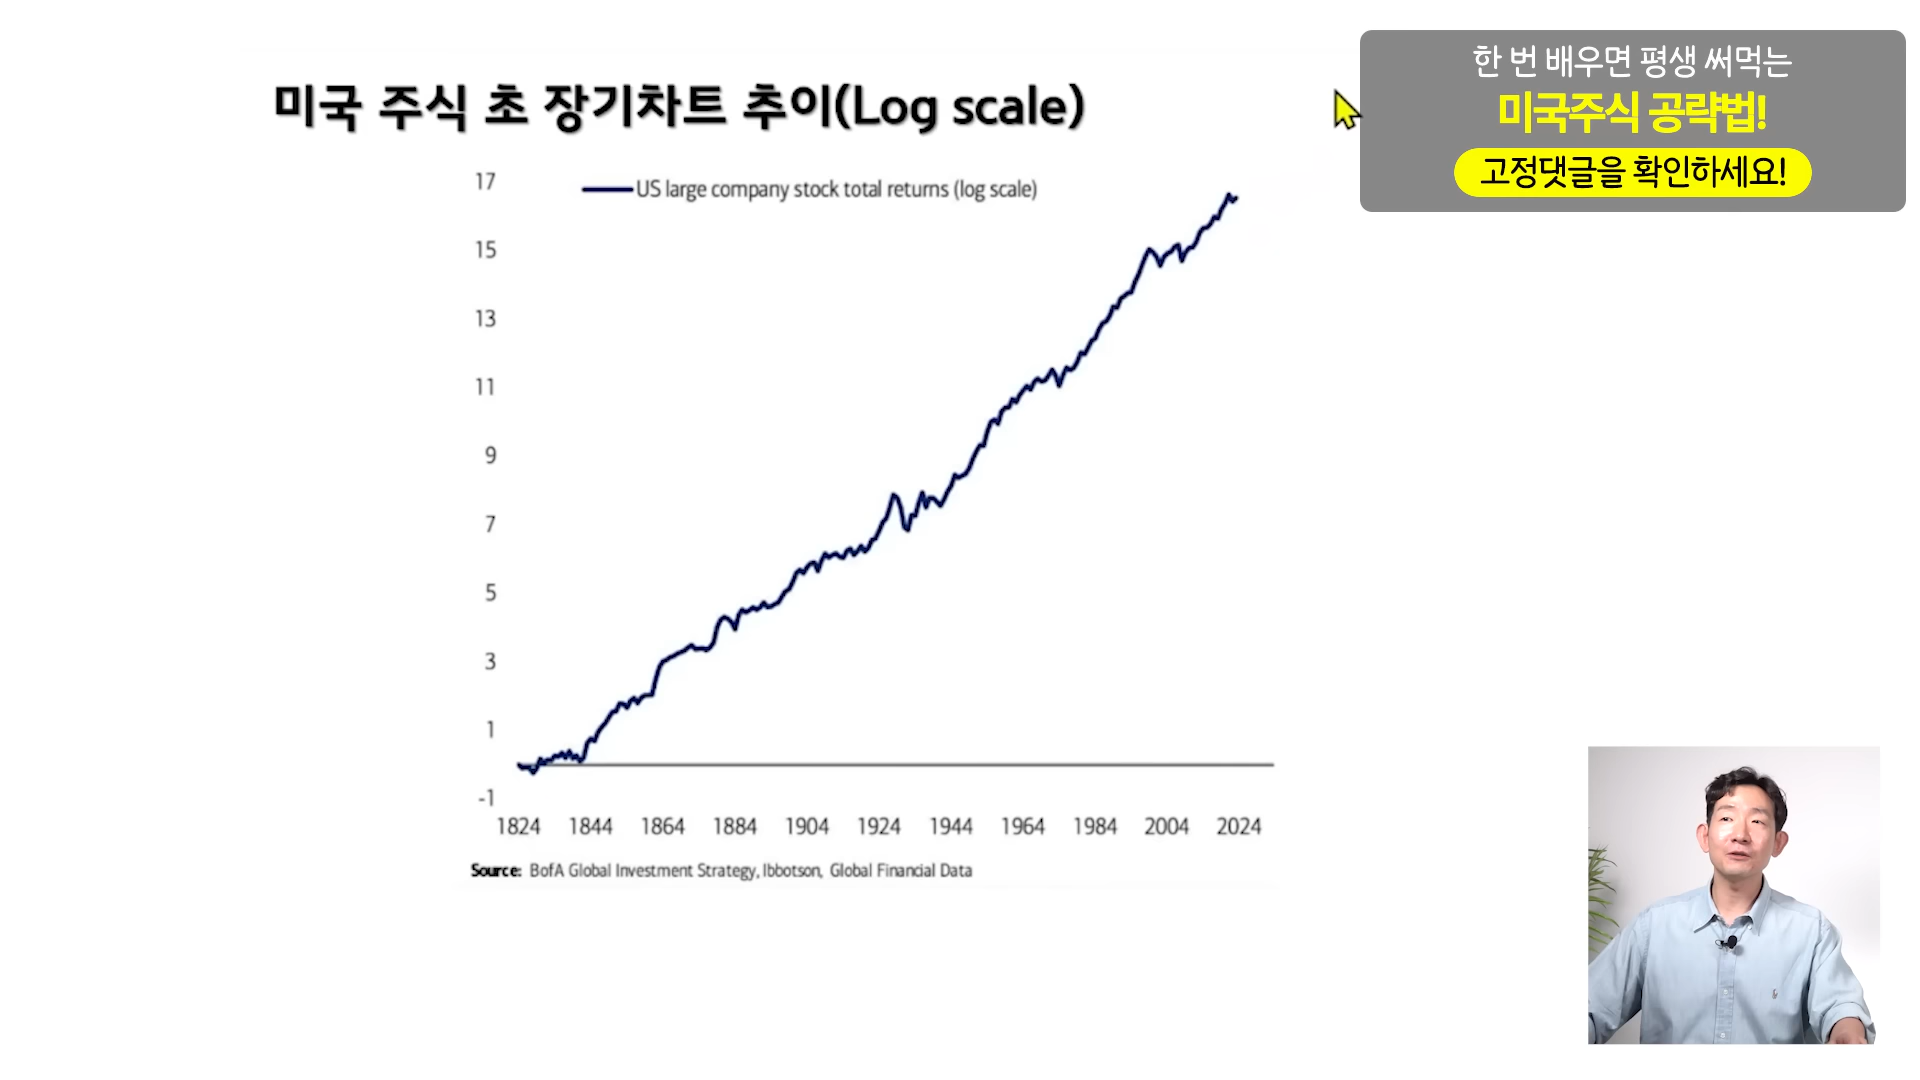 한 번 배우면 평생 써먹는
미국주식 공략법!
고정댓글을 확인하세요!
미국 주식 초 장기차트 추이(Log scale)
US large company stock total returns (log scale)
17
15
13
11
9
7
5
3
1
-1
1824 1844 1864 1884 1904 1924 1944 1964 1984 2004 2024
Source: BofA Global Investment Strategy, Ibbotson, Global Financial Data